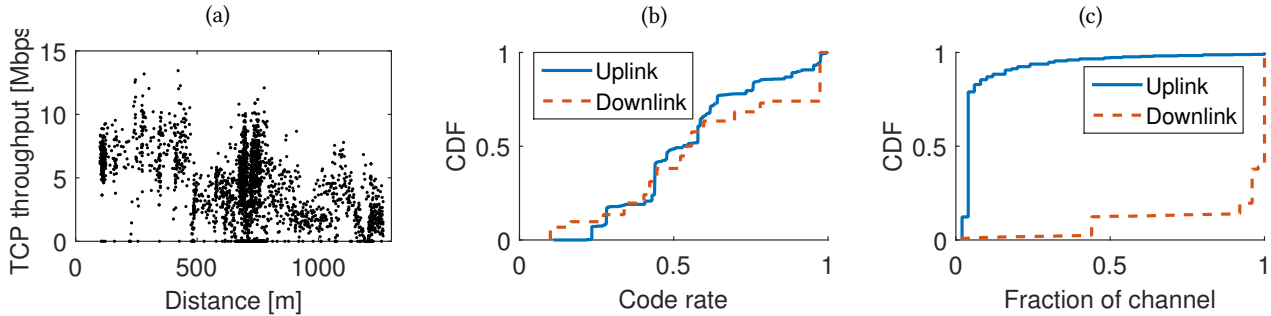 (a)
TCP throughput [Mbps]
15
10
5
0
0
500
1000
Distance [m]
(b)
CDF
1
0.5
0
0
0.5
1
Code rate
Uplink
Downlink
(c)
CDF
1
0.5
0
0
0.5
1
Fraction of channel
Uplink
Downlink